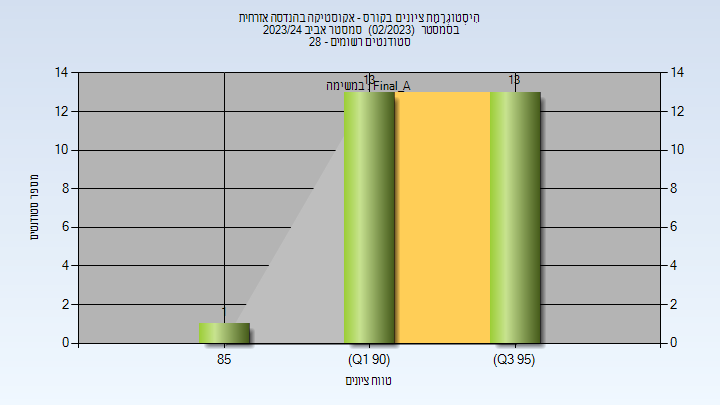 היסטוגרמת ציונים בקורס - אקוסטיקה בהנדסה אזרחית
בסמסטר (02/2023) סמסטר אביב 2023/24
סטודנטים רשומים - 28
במשימה : Final_A
14 14
12 12
10 10
8 8
6 6
4 4
2 2
0 0
1 13 13
מספר סטודנטים
85 (Q1 90) (Q3 95)
טווח ציונים